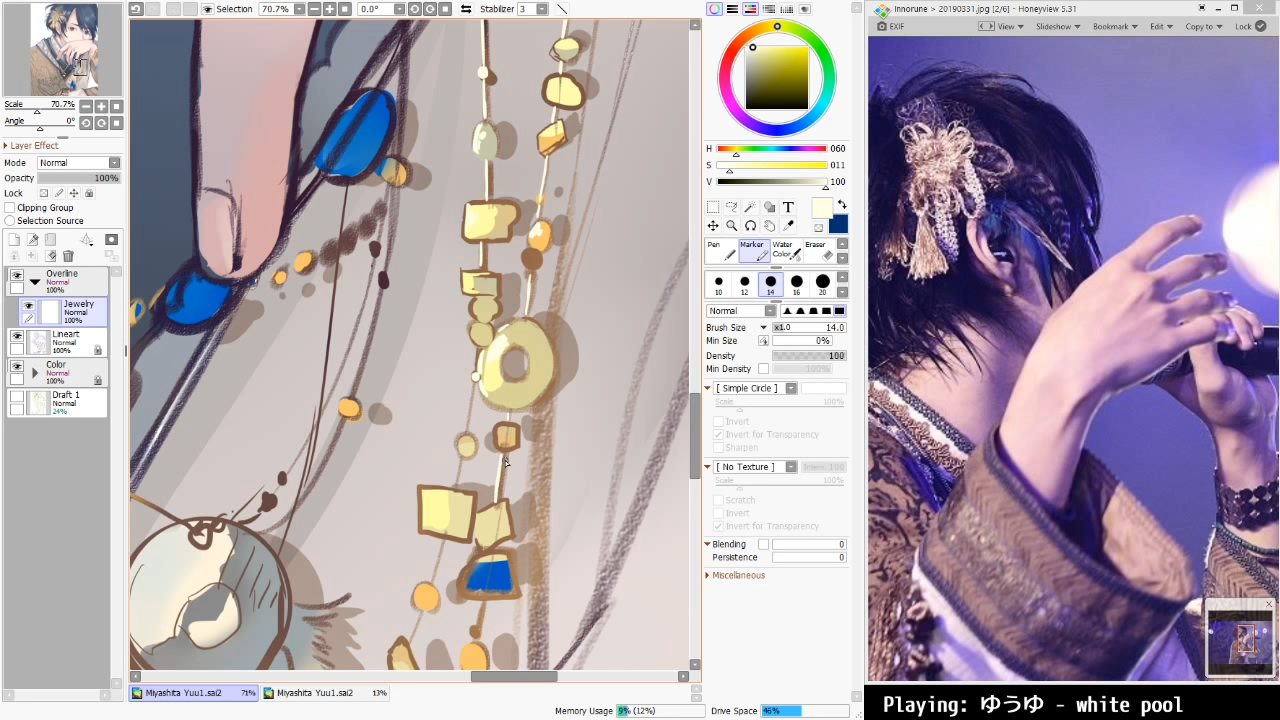 Selection
70.7%
0.0°
Stabilizer
3
Innorune > 20190331.jpg [2/6] - Honeyview 5.31
EXIF
View
Slideshow
Bookmark
Edit
Copy to
Lock
Scale
70.7%
Angle
0°
Layer Effect
Mode
Normal
Opacity
100%
Lock
Clipping Group
Selection Source
Overline
Normal
100%
Jewelry
Normal
100%
Lineart
Normal
100%
Color
Normal
100%
Draft 1
24%
H
060
S
011
V
100
T
Pen
Marker
Water
Color
Eraser
10
12
14
16
20
Normal
Brush Size
x1.0
14.0
Min Size
0%
Density
100
Min Density
100%
[ Simple Circle ]
Scale
100%
Invert
Invert for Transparency
Sharpen
[ No Texture ]
Scale
100%
Scratch
Invert
Invert for Transparency
Blending
0
Persistence
0
Miscellaneous
Miyashita Yuu1.sai2
71%
Miyashita Yuu1.sai2
13%
Memory Usage
9% (12%)
Drive Space
46%
Playing: ゆうゆ - white pool